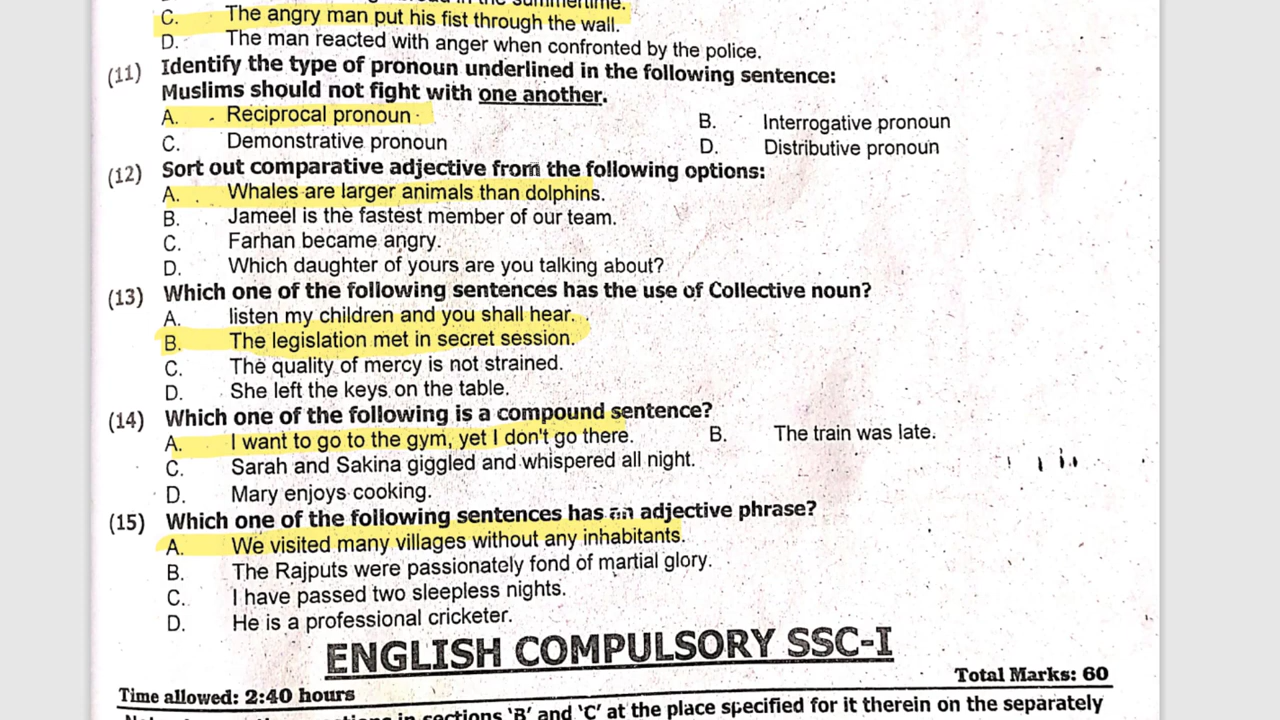 summertime.
C. The angry man put his fist through the wall.
D. The man reacted with anger when confronted by the police.
(11) Identify the type of pronoun underlined in the following sentence:
Muslims should not fight with one another.
A. Reciprocal pronoun B. Interrogative pronoun
C. Demonstrative pronoun D. Distributive pronoun
(12) Sort out comparative adjective from the following options:
A. Whales are larger animals than dolphins.
B. Jameel is the fastest member of our team.
C. Farhan became angry.
D. Which daughter of yours are you talking about?
(13) Which one of the following sentences has the use of Collective noun?
A. listen my children and you shall hear.
B. The legislation met in secret session.
C. The quality of mercy is not strained.
D. She left the keys on the table.
(14) Which one of the following is a compound sentence?
A. I want to go to the gym, yet I don't go there. B. The train was late.
C. Sarah and Sakina giggled and whispered all night.
D. Mary enjoys cooking.
(15) Which one of the following sentences has an adjective phrase?
A. We visited many villages without any inhabitants.
B. The Rajputs were passionately fond of martial glory.
C. I have passed two sleepless nights.
D. He is a professional cricketer.
ENGLISH COMPULSORY SSC-I
Total Marks: 60
Time allowed: 2:40 hours
in sections 'B' and 'C' at the place specified for it therein on the separately